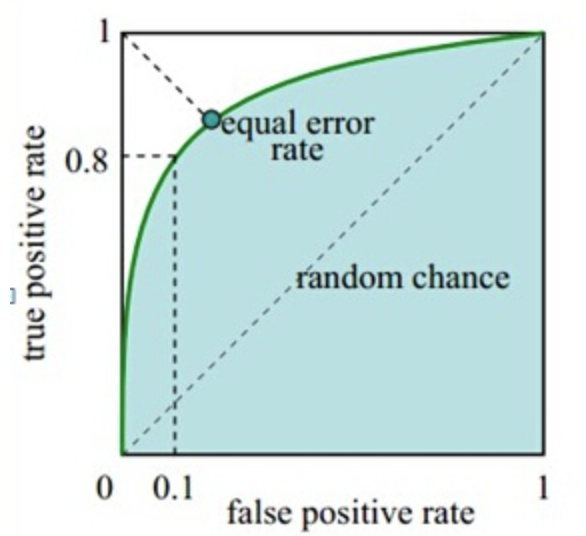 1
equal error
rate
0.8
true positive rate
random chance
0
0.1
1
false positive rate